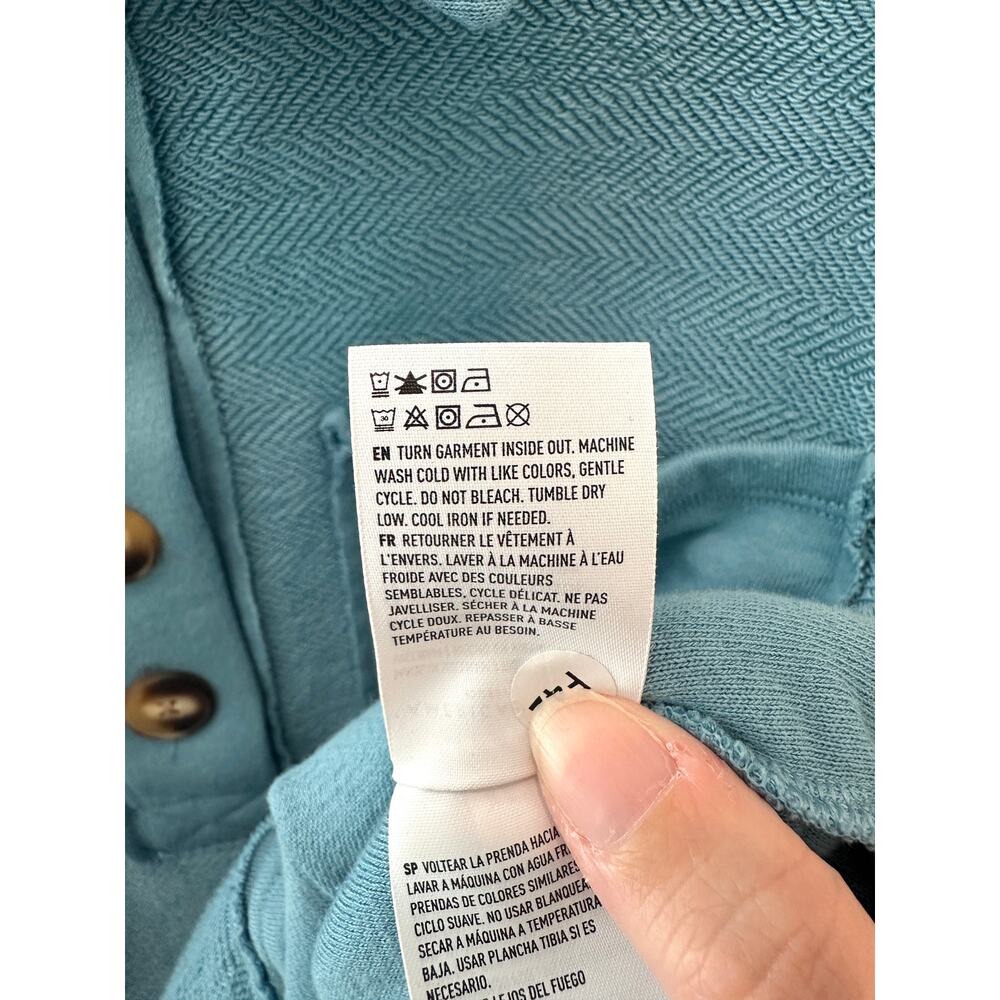 30
EN TURN GARMENT INSIDE OUT. MACHINE
WASH COLD WITH LIKE COLORS, GENTLE
CYCLE. DO NOT BLEACH. TUMBLE DRY
LOW. COOL IRON IF NEEDED.
FR RETOURNER LE VÊTEMENT À
L'ENVERS. LAVER À LA MACHINE À L'EAU
FROIDE AVEC DES COULEURS
SEMBLABLES, CYCLE DÉLICAT. NE PAS
JAVELLISER. SÉCHER À LA MACHINE
CYCLE DOUX. REPASSER À BASSE
TEMPÉRATURE AU BESOIN.
SP VOLTEAR LA PRENDA HACIA
LAVAR A MÁQUINA CON AGUA
PRENDAS DE COLORES SIMILARES
CICLO SUAVE. NO USAR
SECAR A MÁQUINA A TEMPERATURA
BAJA. USAR PLANCHA TIBIA SI ES
NECESARIO.
DEL FUEGO